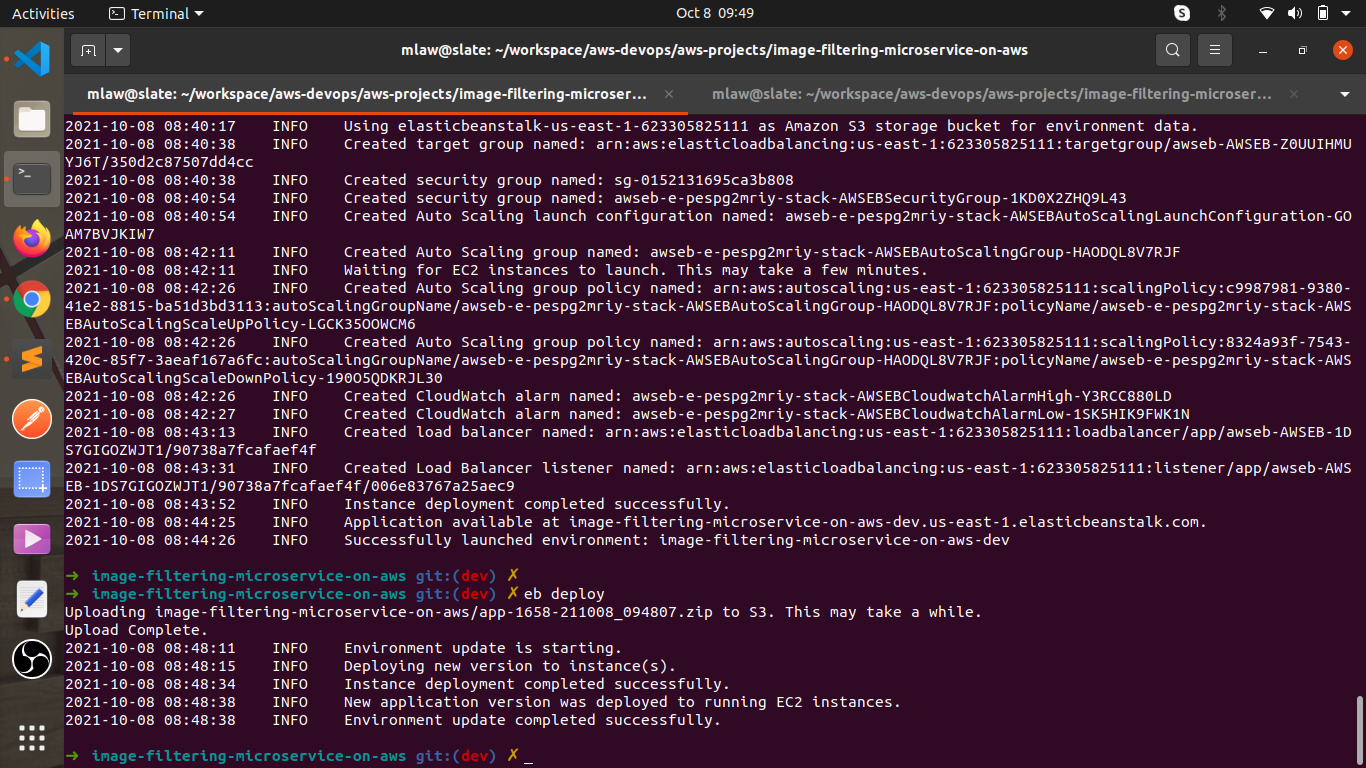 Activities
Terminal
Oct 8 09:49
S
mlaw@slate: ~/workspace/aws-devops/aws-projects/image-filtering-microservice-on-aws
mlaw@slate: ~/workspace/aws-devops/aws-projects/image-filtering-microser...
mlaw@slate: ~/workspace/aws-devops/aws-projects/image-filtering-microser...
2021-10-08 08:40:17 INFO Using elasticbeanstalk-us-east-1-623305825111 as Amazon S3 storage bucket for environment data.
2021-10-08 08:40:38 INFO Created target group named: arn:aws:elasticloadbalancing:us-east-1:623305825111:targetgroup/awseb-AWSEB-Z0UUIHMU
YJ6T/350d2c87507dd4cc
2021-10-08 08:40:38 INFO Created security group named: sg-0152131695ca3b808
2021-10-08 08:40:54 INFO Created security group named: awseb-e-pespg2mriy-stack-AWSEBSecurityGroup-1KD0X2ZHQ9L43
2021-10-08 08:40:54 INFO Created Auto Scaling launch configuration named: awseb-e-pespg2mriy-stack-AWSEBAutoScalingLaunchConfiguration-GO
AM7BVJKIW7
2021-10-08 08:42:11 INFO Created Auto Scaling group named: awseb-e-pespg2mriy-stack-AWSEBAutoScalingGroup-HAODQL8V7RJF
2021-10-08 08:42:11 INFO Waiting for EC2 instances to launch. This may take a few minutes.
2021-10-08 08:42:26 INFO Created Auto Scaling group policy named: arn:aws:autoscaling:us-east-1:623305825111:scalingPolicy:c9987981-9380-
41e2-8815-ba51d3bd3113:autoScalingGroupName/awseb-e-pespg2mriy-stack-AWSEBAutoScalingGroup-HAODQL8V7RJF:policyName/awseb-e-pespg2mriy-stack-AWS
EBAutoScalingScaleUpPolicy-LGCK35OOWCM6
2021-10-08 08:42:26 INFO Created Auto Scaling group policy named: arn:aws:autoscaling:us-east-1:623305825111:scalingPolicy:8324a93f-7543-
420c-85f7-3aeaf167a6fc:autoScalingGroupName/awseb-e-pespg2mriy-stack-AWSEBAutoScalingGroup-HAODQL8V7RJF:policyName/awseb-e-pespg2mriy-stack-AWS
EBAutoScalingScaleDownPolicy-190O5QDKRJL30
2021-10-08 08:42:26 INFO Created CloudWatch alarm named: awseb-e-pespg2mriy-stack-AWSEBCloudwatchAlarmHigh-Y3RCC880LD
2021-10-08 08:42:27 INFO Created CloudWatch alarm named: awseb-e-pespg2mriy-stack-AWSEBCloudwatchAlarmLow-1SK5HIK9FWK1N
2021-10-08 08:43:13 INFO Created load balancer named: arn:aws:elasticloadbalancing:us-east-1:623305825111:loadbalancer/app/awseb-AWSEB-1D
S7GIGOZWJT1/90738a7fcafaef4f
2021-10-08 08:43:31 INFO Created Load Balancer listener named: arn:aws:elasticloadbalancing:us-east-1:623305825111:listener/app/awseb-AWS
EB-1DS7GIGOZWJT1/90738a7fcafaef4f/006e83767a25aec9
2021-10-08 08:43:52 INFO Instance deployment completed successfully.
2021-10-08 08:44:25 INFO Application available at image-filtering-microservice-on-aws-dev.us-east-1.elasticbeanstalk.com.
2021-10-08 08:44:26 INFO Successfully launched environment: image-filtering-microservice-on-aws-dev
➜ image-filtering-microservice-on-aws git:(dev) ✗
➜ image-filtering-microservice-on-aws git:(dev) ✗ eb deploy
Uploading image-filtering-microservice-on-aws/app-1658-211008_094807.zip to S3. This may take a while.
Upload Complete.
2021-10-08 08:48:11 INFO Environment update is starting.
2021-10-08 08:48:15 INFO Deploying new version to instance(s).
2021-10-08 08:48:34 INFO Instance deployment completed successfully.
2021-10-08 08:48:38 INFO New application version was deployed to running EC2 instances.
2021-10-08 08:48:38 INFO Environment update completed successfully.
➜ image-filtering-microservice-on-aws git:(dev) ✗ _